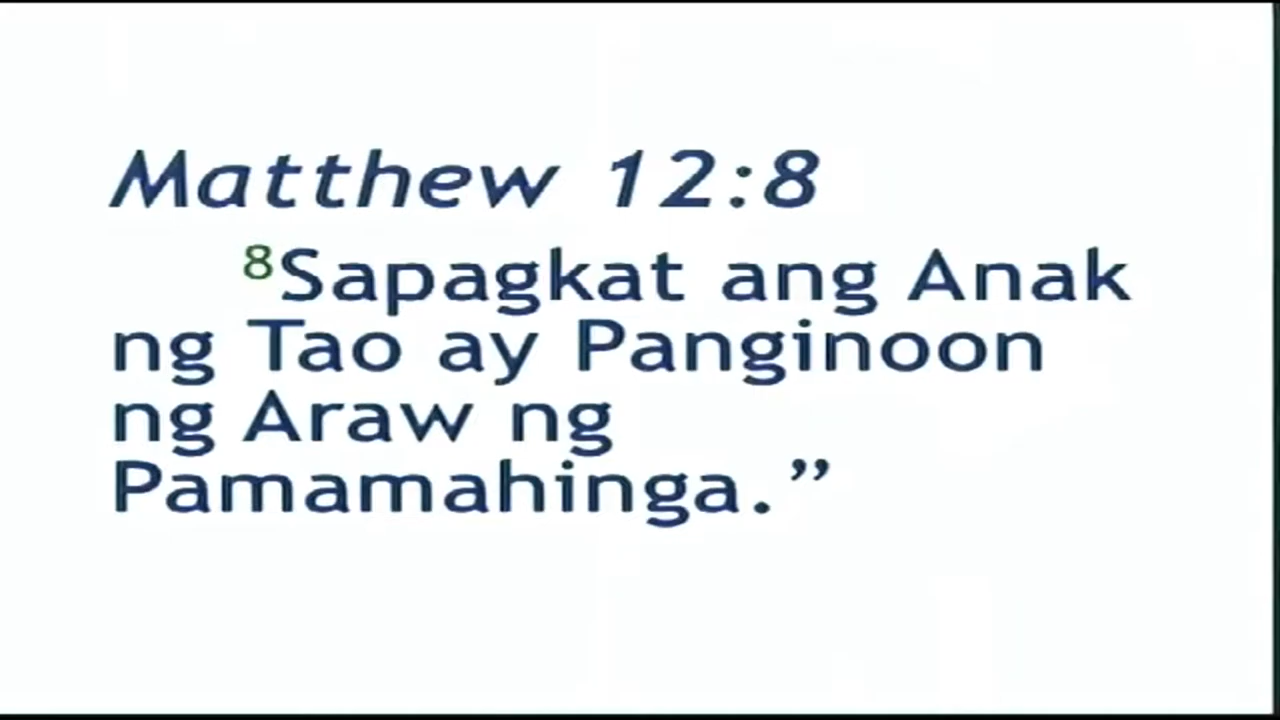 Matthew 12:8
8Sapagkat ang Anak
ng Tao ay Panginoon
ng Araw ng
Pamamahinga.”